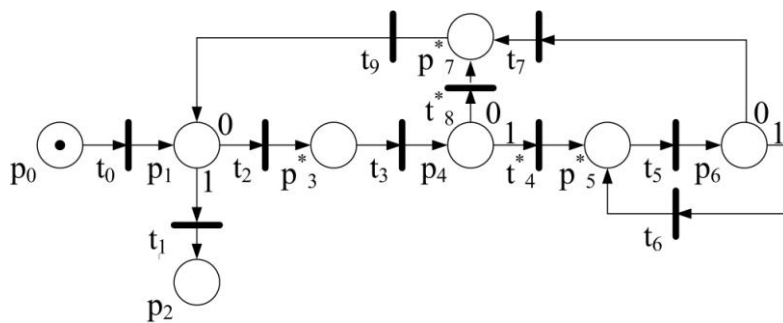 t₉ p*₇ t₇
t*₈
0 0 0
1 1
p₀ t₀ p₁ t₂ p*₃ t₃ p₄ t*₄ p*₅ t₅ p₆
1
t₁ t₆
p₂